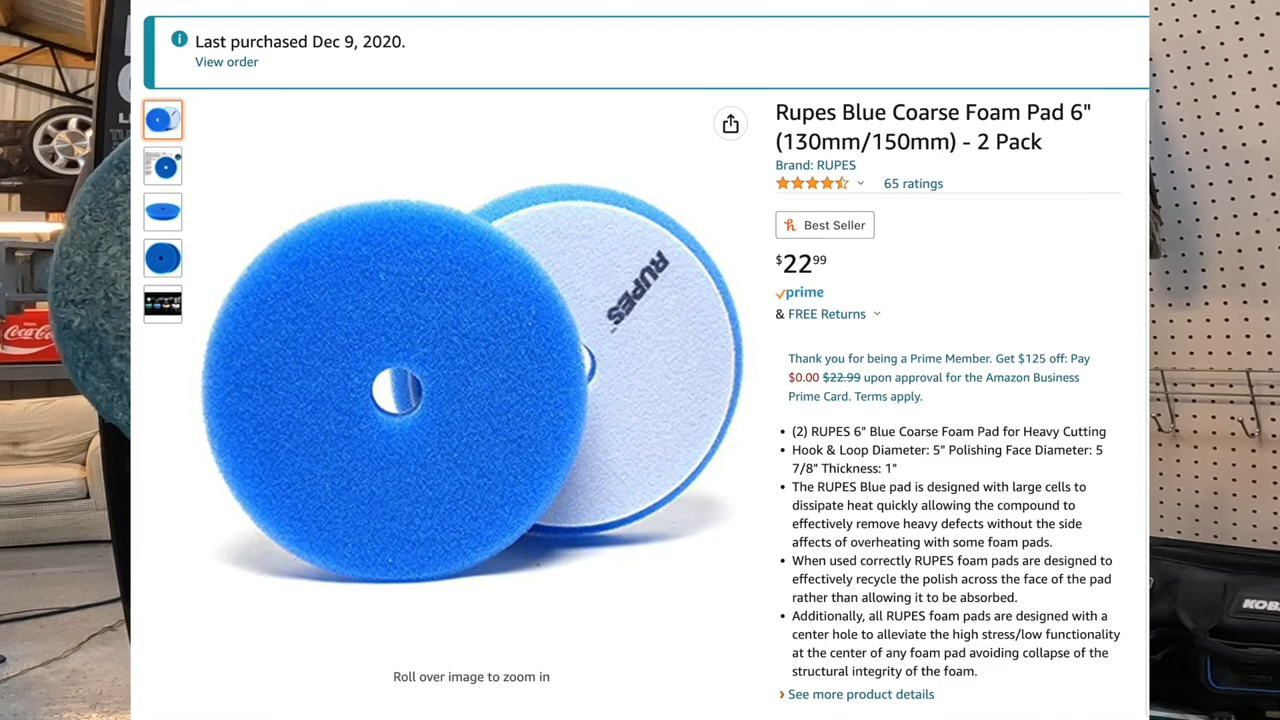 Last purchased Dec 9, 2020.
View order
Rupes Blue Coarse Foam Pad 6"
(130mm/150mm) - 2 Pack
Brand: RUPES
65 ratings
Best Seller
$22⁹⁹
prime
& FREE Returns
Thank you for being a Prime Member. Get $125 off: Pay
$0.00 $22.99 upon approval for the Amazon Business
Prime Card. Terms apply.
• (2) RUPES 6" Blue Coarse Foam Pad for Heavy Cutting
• Hook & Loop Diameter: 5" Polishing Face Diameter: 5
7/8" Thickness: 1"
• The RUPES Blue pad is designed with large cells to
dissipate heat quickly allowing the compound to
effectively remove heavy defects without the side
affects of overheating with some foam pads.
• When used correctly RUPES foam pads are designed to
effectively recycle the polish across the face of the pad
rather than allowing it to be absorbed.
• Additionally, all RUPES foam pads are designed with a
center hole to alleviate the high stress/low functionality
at the center of any foam pad avoiding collapse of the
structural integrity of the foam.
› See more product details
RUPES
Roll over image to zoom in
Coca-Cola
KOB